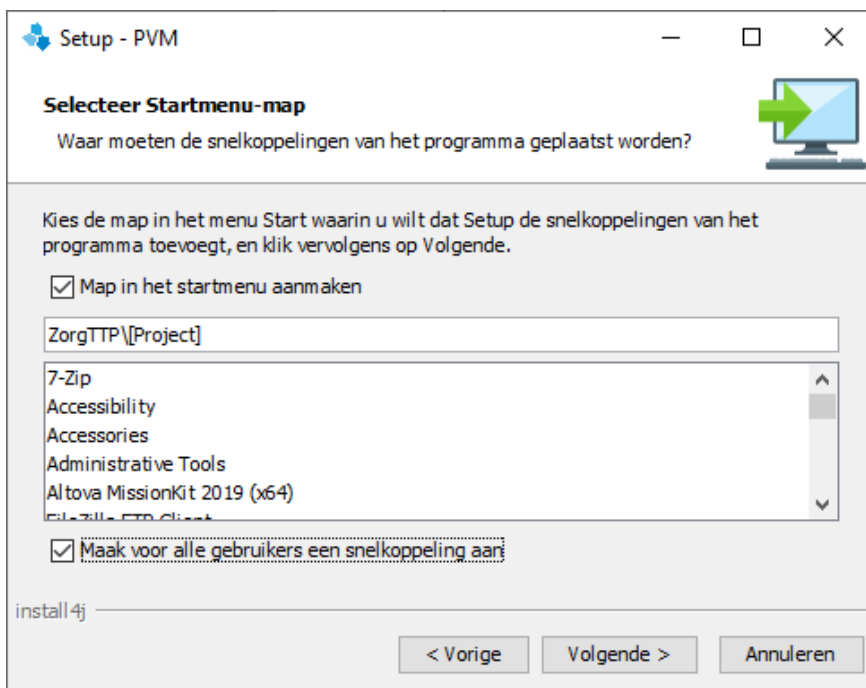 Setup - PVM
Selecteer Startmenu-map
Waar moeten de snelkoppelingen van het programma geplaatst worden?
Kies de map in het menu Start waarin u wilt dat Setup de snelkoppelingen van het
programma toevoegt, en klik vervolgens op Volgende.
Map in het startmenu aanmaken
ZorgTTP\[Project]
7-Zip
Accessibility
Accessories
Administrative Tools
Altova MissionKit 2019 (x64)
FileZilla FTP Client
Maak voor alle gebruikers een snelkoppeling aan
install4j
< Vorige
Volgende >
Annuleren